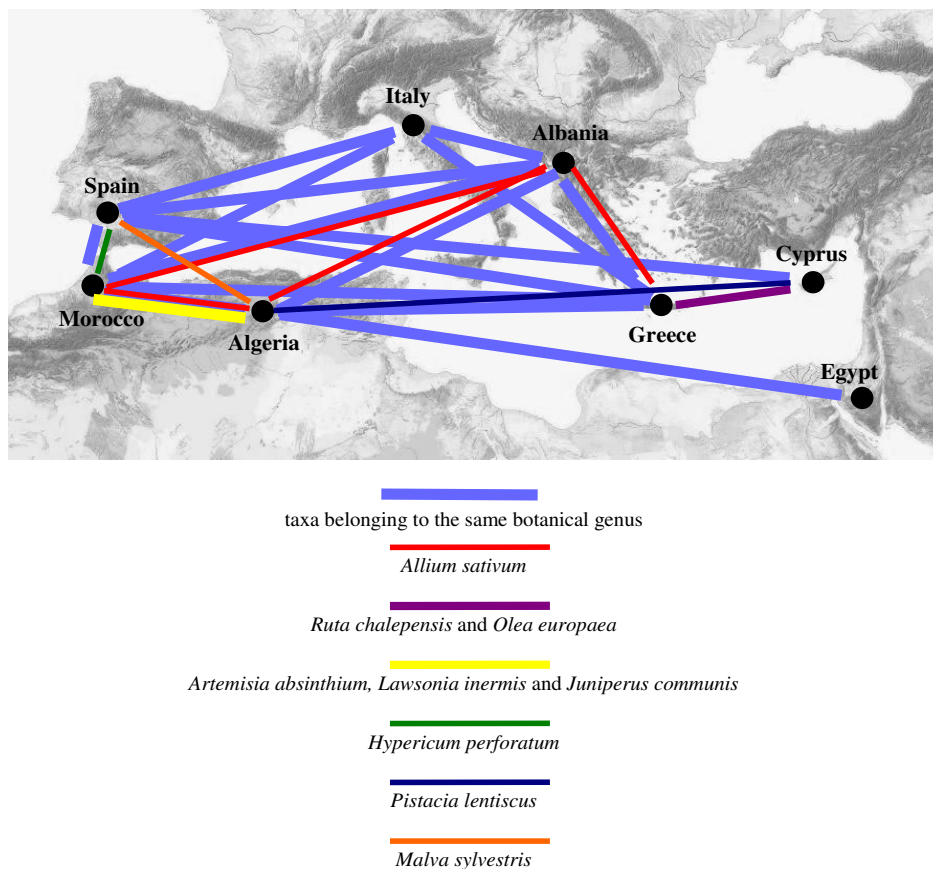 Italy
Albania
Spain
Cyprus
Morocco
Algeria
Greece
Egypt
taxa belonging to the same botanical genus
Allium sativum
Ruta chalepensis and Olea europaea
Artemisia absinthium, Lawsonia inermis and Juniperus communis
Hypericum perforatum
Pistacia lentiscus
Malva sylvestris